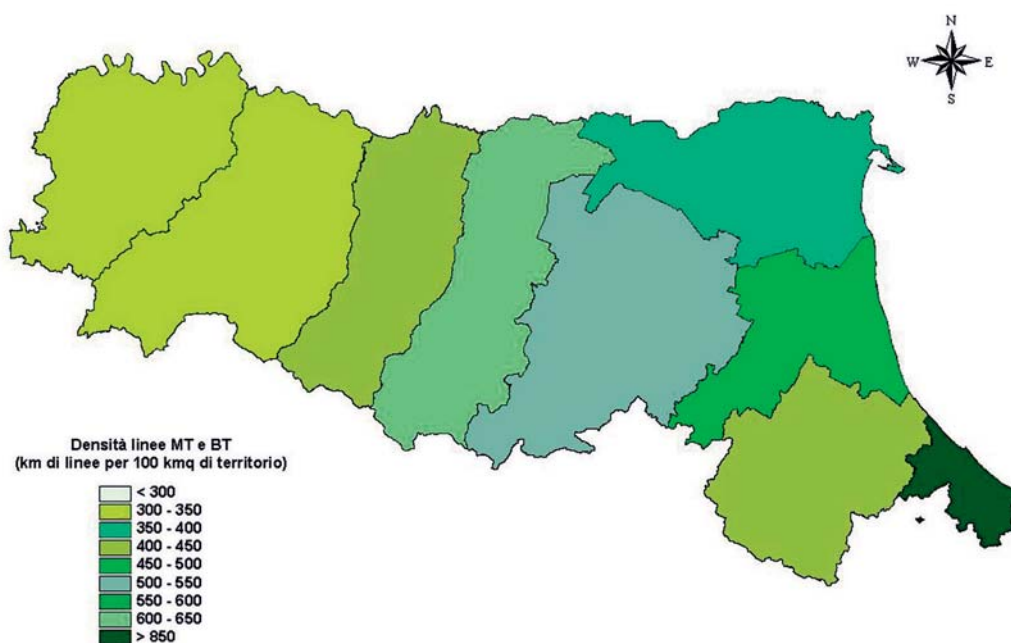 N
W E
S
Densità linee MT e BT
(km di linee per 100 kmq di territorio)
< 300
300 - 350
350 - 400
400 - 450
450 - 500
500 - 550
550 - 600
600 - 650
> 850